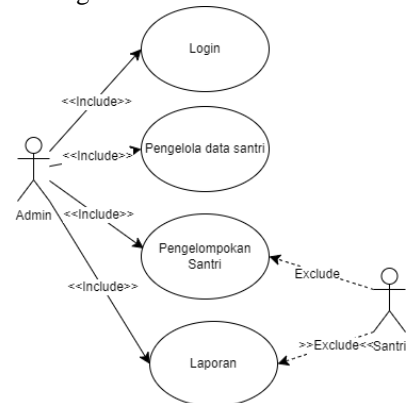 Login
<<Include>>
<<Include>>
Pengelola data santri
Admin
<<Include>>
Pengelompokan
Santri
Exclude
<<Include>>
>>Exclude<<
Santri
Laporan